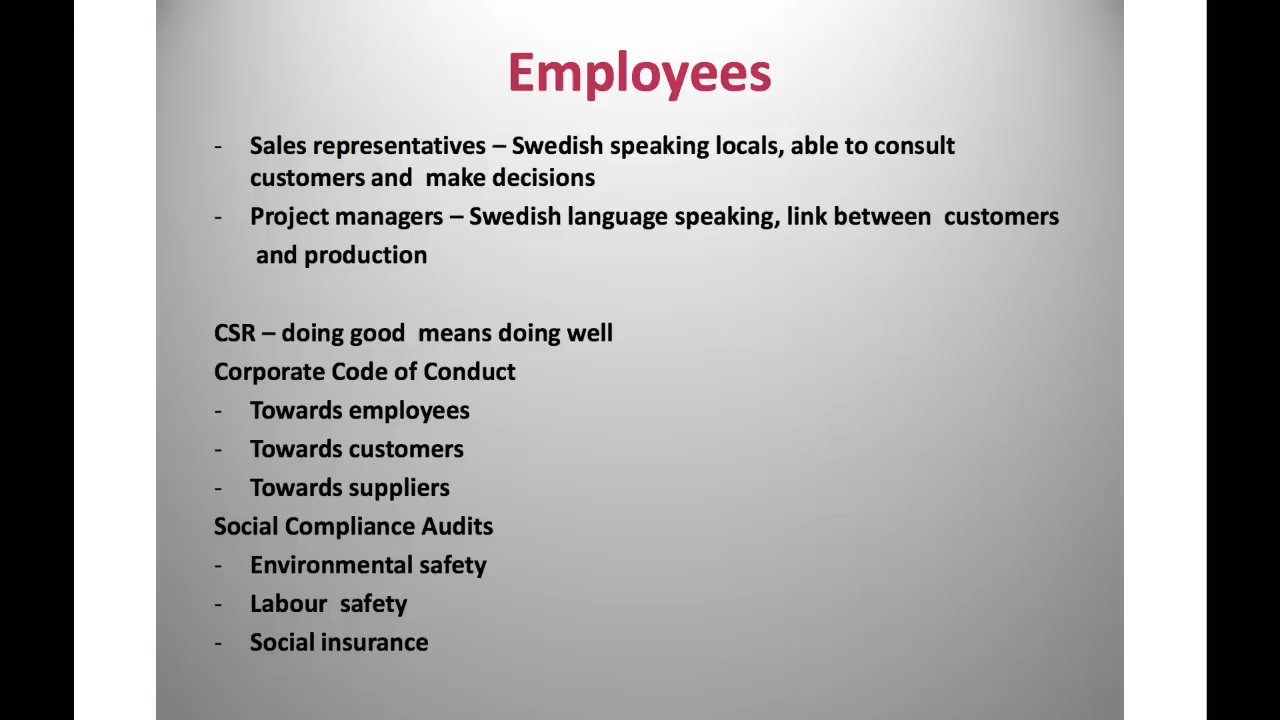 Employees
- Sales representatives – Swedish speaking locals, able to consult
customers and  make decisions
- Project managers – Swedish language speaking, link between  customers
and production
CSR – doing good  means doing well
Corporate Code of Conduct
- Towards employees
- Towards customers
- Towards suppliers
Social Compliance Audits
- Environmental safety
- Labour  safety
- Social insurance